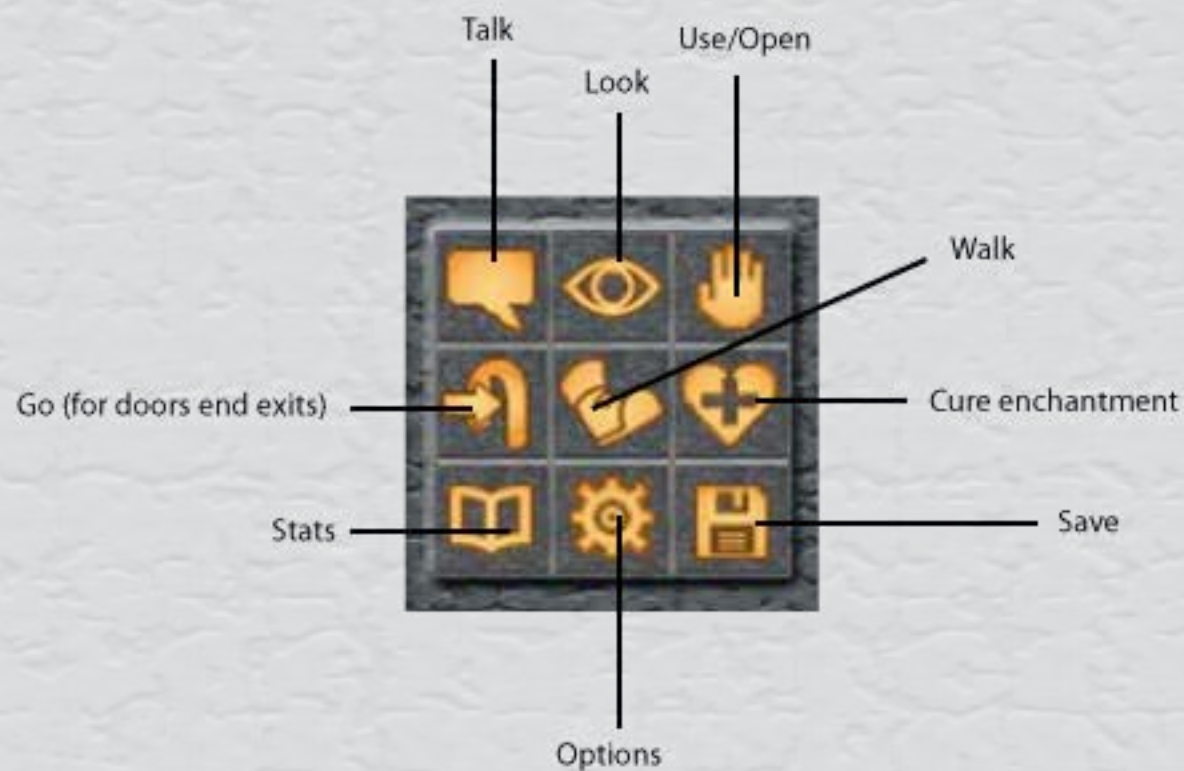 Talk
Use/Open
Look
Walk
Go (for doors end exits)
Cure enchantment
Stats
Save
Options